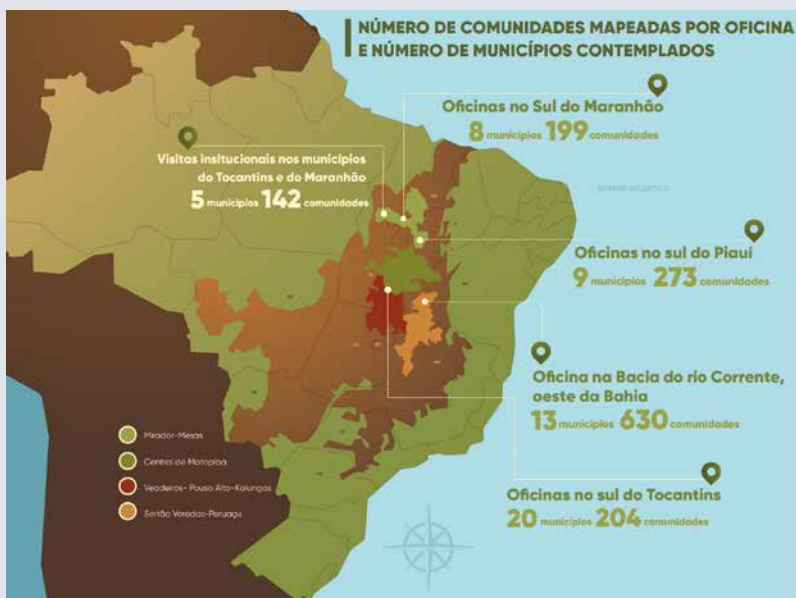 NÚMERO DE COMUNIDADES MAPEADAS POR OFICINA
E NÚMERO DE MUNICÍPIOS CONTEMPLADOS
Oficinas no Sul do Maranhão
8 municípios 199 comunidades
Visitas insitucionais nos municípios
do Tocantins e do Maranhão
5 municípios 142 comunidades
Oficinas no sul do Piauí
9 municípios 273 comunidades
Oficina na Bacia do rio Corrente,
oeste da Bahia
13 municípios 630 comunidades
Mirador-Mesas
Central de Matopiba
Veadeiros- Pouso Alto-Kalungas
Sertão Veredas-Peruaçu
Oficinas no sul do Tocantins
20 municípios 204 comunidades